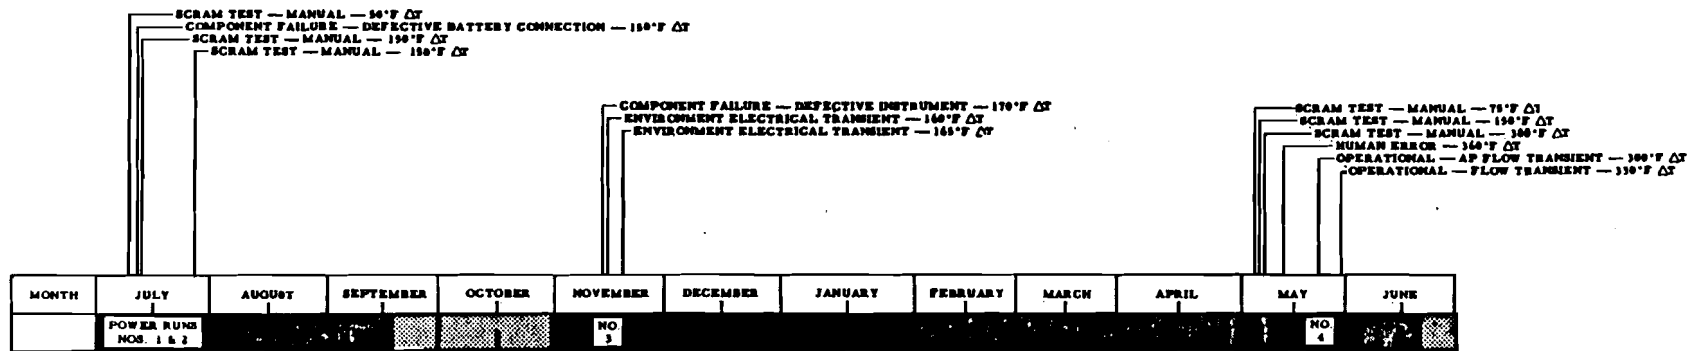 SCRAM TEST — MANUAL — 50°F ΔT
COMPONENT FAILURE — DEFECTIVE BATTERY CONNECTION — 150°F ΔT
SCRAM TEST — MANUAL — 150°F ΔT
SCRAM TEST — MANUAL — 150°F ΔT
COMPONENT FAILURE — DEFECTIVE INSTRUMENT — 170°F ΔT
ENVIRONMENT ELECTRICAL TRANSIENT — 160°F ΔT
ENVIRONMENT ELECTRICAL TRANSIENT — 165°F ΔT
SCRAM TEST — MANUAL — 75°F ΔT
SCRAM TEST — MANUAL — 150°F ΔT
SCRAM TEST — MANUAL — 300°F ΔT
HUMAN ERROR — 360°F ΔT
OPERATIONAL — AP FLOW TRANSIENT — 300°F ΔT
OPERATIONAL — FLOW TRANSIENT — 350°F ΔT
MONTH JULY AUGUST SEPTEMBER OCTOBER NOVEMBER DECEMBER JANUARY FEBRUARY MARCH APRIL MAY JUNE
POWER RUNS NO. NO.
NOS. 1 & 2 3 4